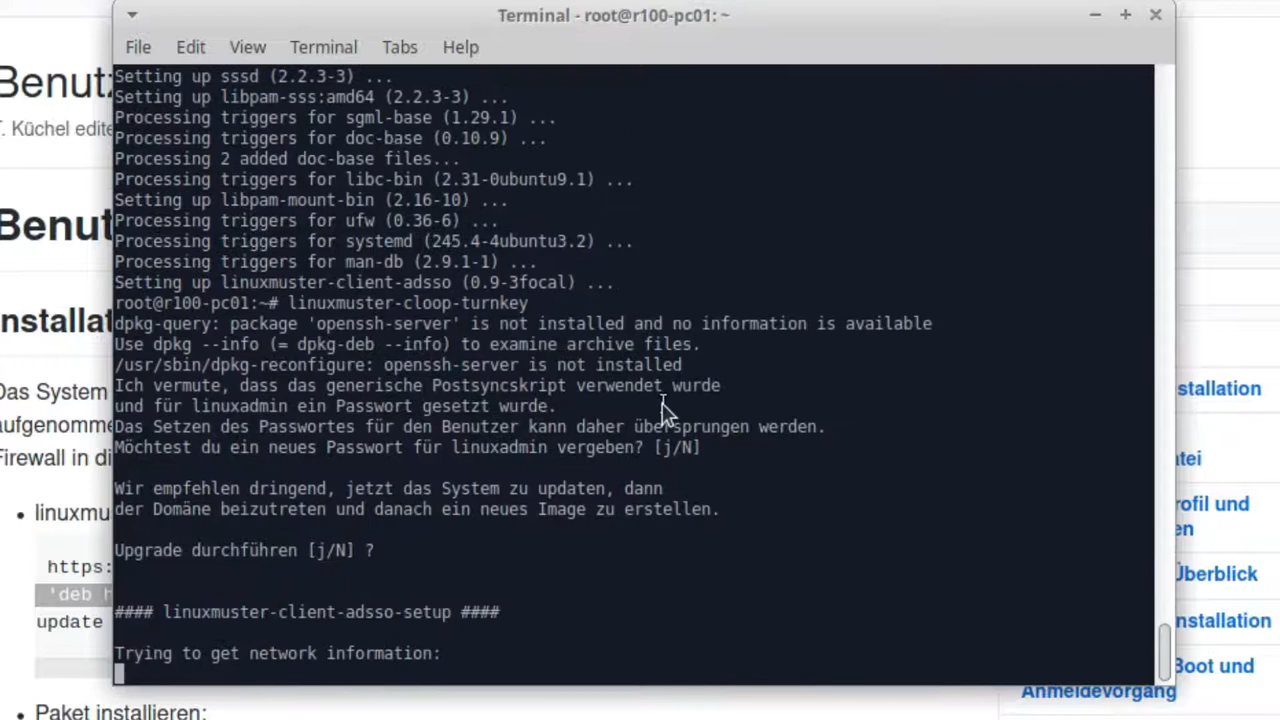 Terminal - root@r100-pc01: ~
File Edit View Terminal Tabs Help
Setting up sssd (2.2.3-3) ...
Setting up libpam-sss:amd64 (2.2.3-3) ...
Processing triggers for sgml-base (1.29.1) ...
Processing triggers for doc-base (0.10.9) ...
Processing 2 added doc-base files...
Processing triggers for libc-bin (2.31-0ubuntu9.1) ...
Setting up libpam-mount-bin (2.16-10) ...
Processing triggers for ufw (0.36-6) ...
Processing triggers for systemd (245.4-4ubuntu3.2) ...
Processing triggers for man-db (2.9.1-1) ...
Setting up linuxmuster-client-adsso (0.9-3focal) ...
root@r100-pc01:~# linuxmuster-cloop-turnkey
dpkg-query: package 'openssh-server' is not installed and no information is available
Use dpkg --info (= dpkg-deb --info) to examine archive files.
/usr/sbin/dpkg-reconfigure: openssh-server is not installed
Ich vermute, dass das generische Postsyncskript verwendet wurde
und für linuxadmin ein Passwort gesetzt wurde.
Das Setzen des Passwortes für den Benutzer kann daher übersprungen werden.
Möchtest du ein neues Passwort für linuxadmin vergeben? [j/N]
Wir empfehlen dringend, jetzt das System zu updaten, dann
der Domäne beizutreten und danach ein neues Image zu erstellen.
Upgrade durchführen [j/N] ?
#### linuxmuster-client-adsso-setup ####
Trying to get network information:
Benutz
T. Küchel edite
Benut
nstallat
Das System
aufgenomme
Firewall in di
• linuxmu
https:
'deb h
update
• Paket installieren:
stallation
tei
rofil und
en
Überblick
nstallation
Boot und
Anmeldevorgang